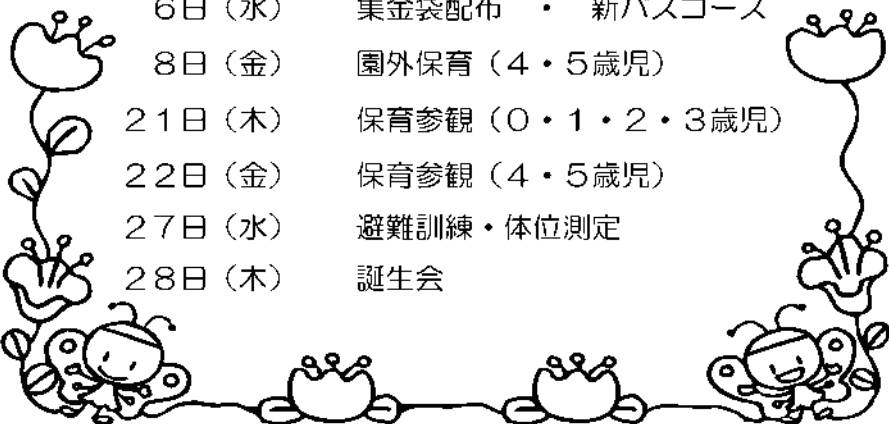 6日（水）　集金袋配布　・　新バスコース
8日（金）　園外保育（４・５歳児）
２１日（木）　保育参観（０・１・２・３歳児）
２２日（金）　保育参観（４・５歳児）
２７日（水）　避難訓練・体位測定
２８日（木）　誕生会